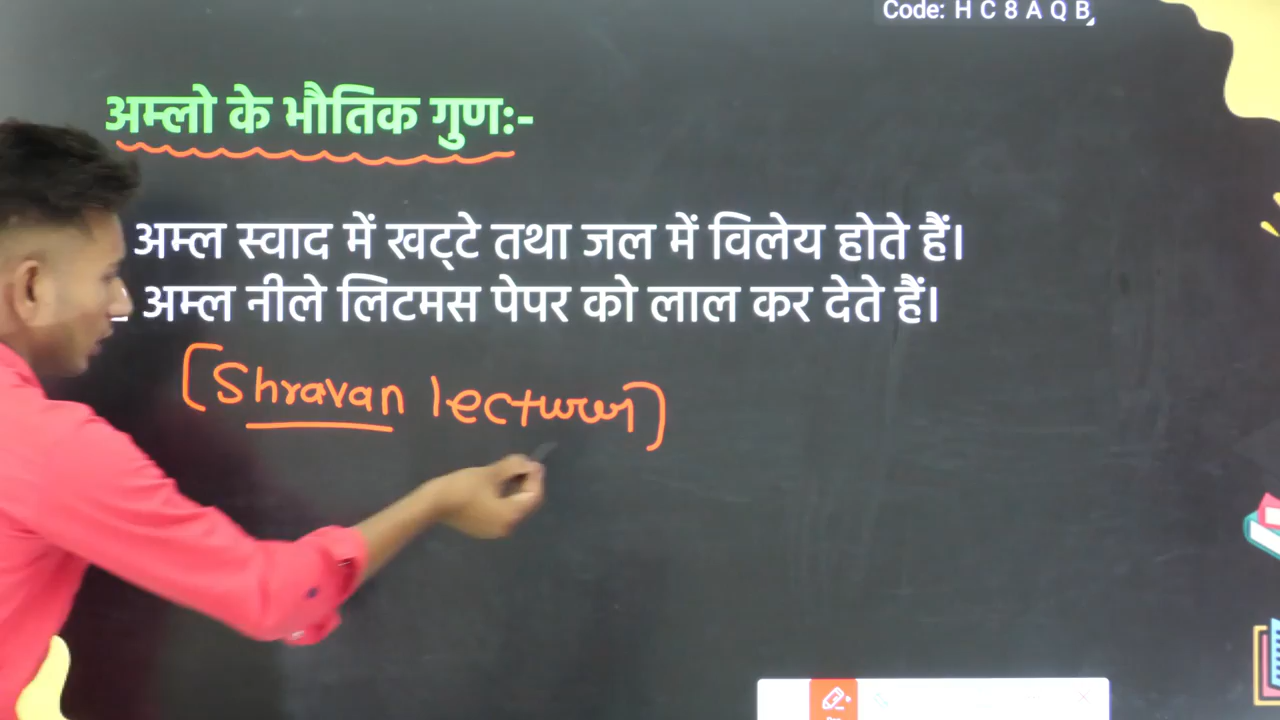 Code: H C 8 A Q B
अम्लो के भौतिक गुण:-
अम्ल स्वाद में खट्टे तथा जल में विलेय होते हैं।
अम्ल नीले लिटमस पेपर को लाल कर देते हैं।
[Shravan lecturer]